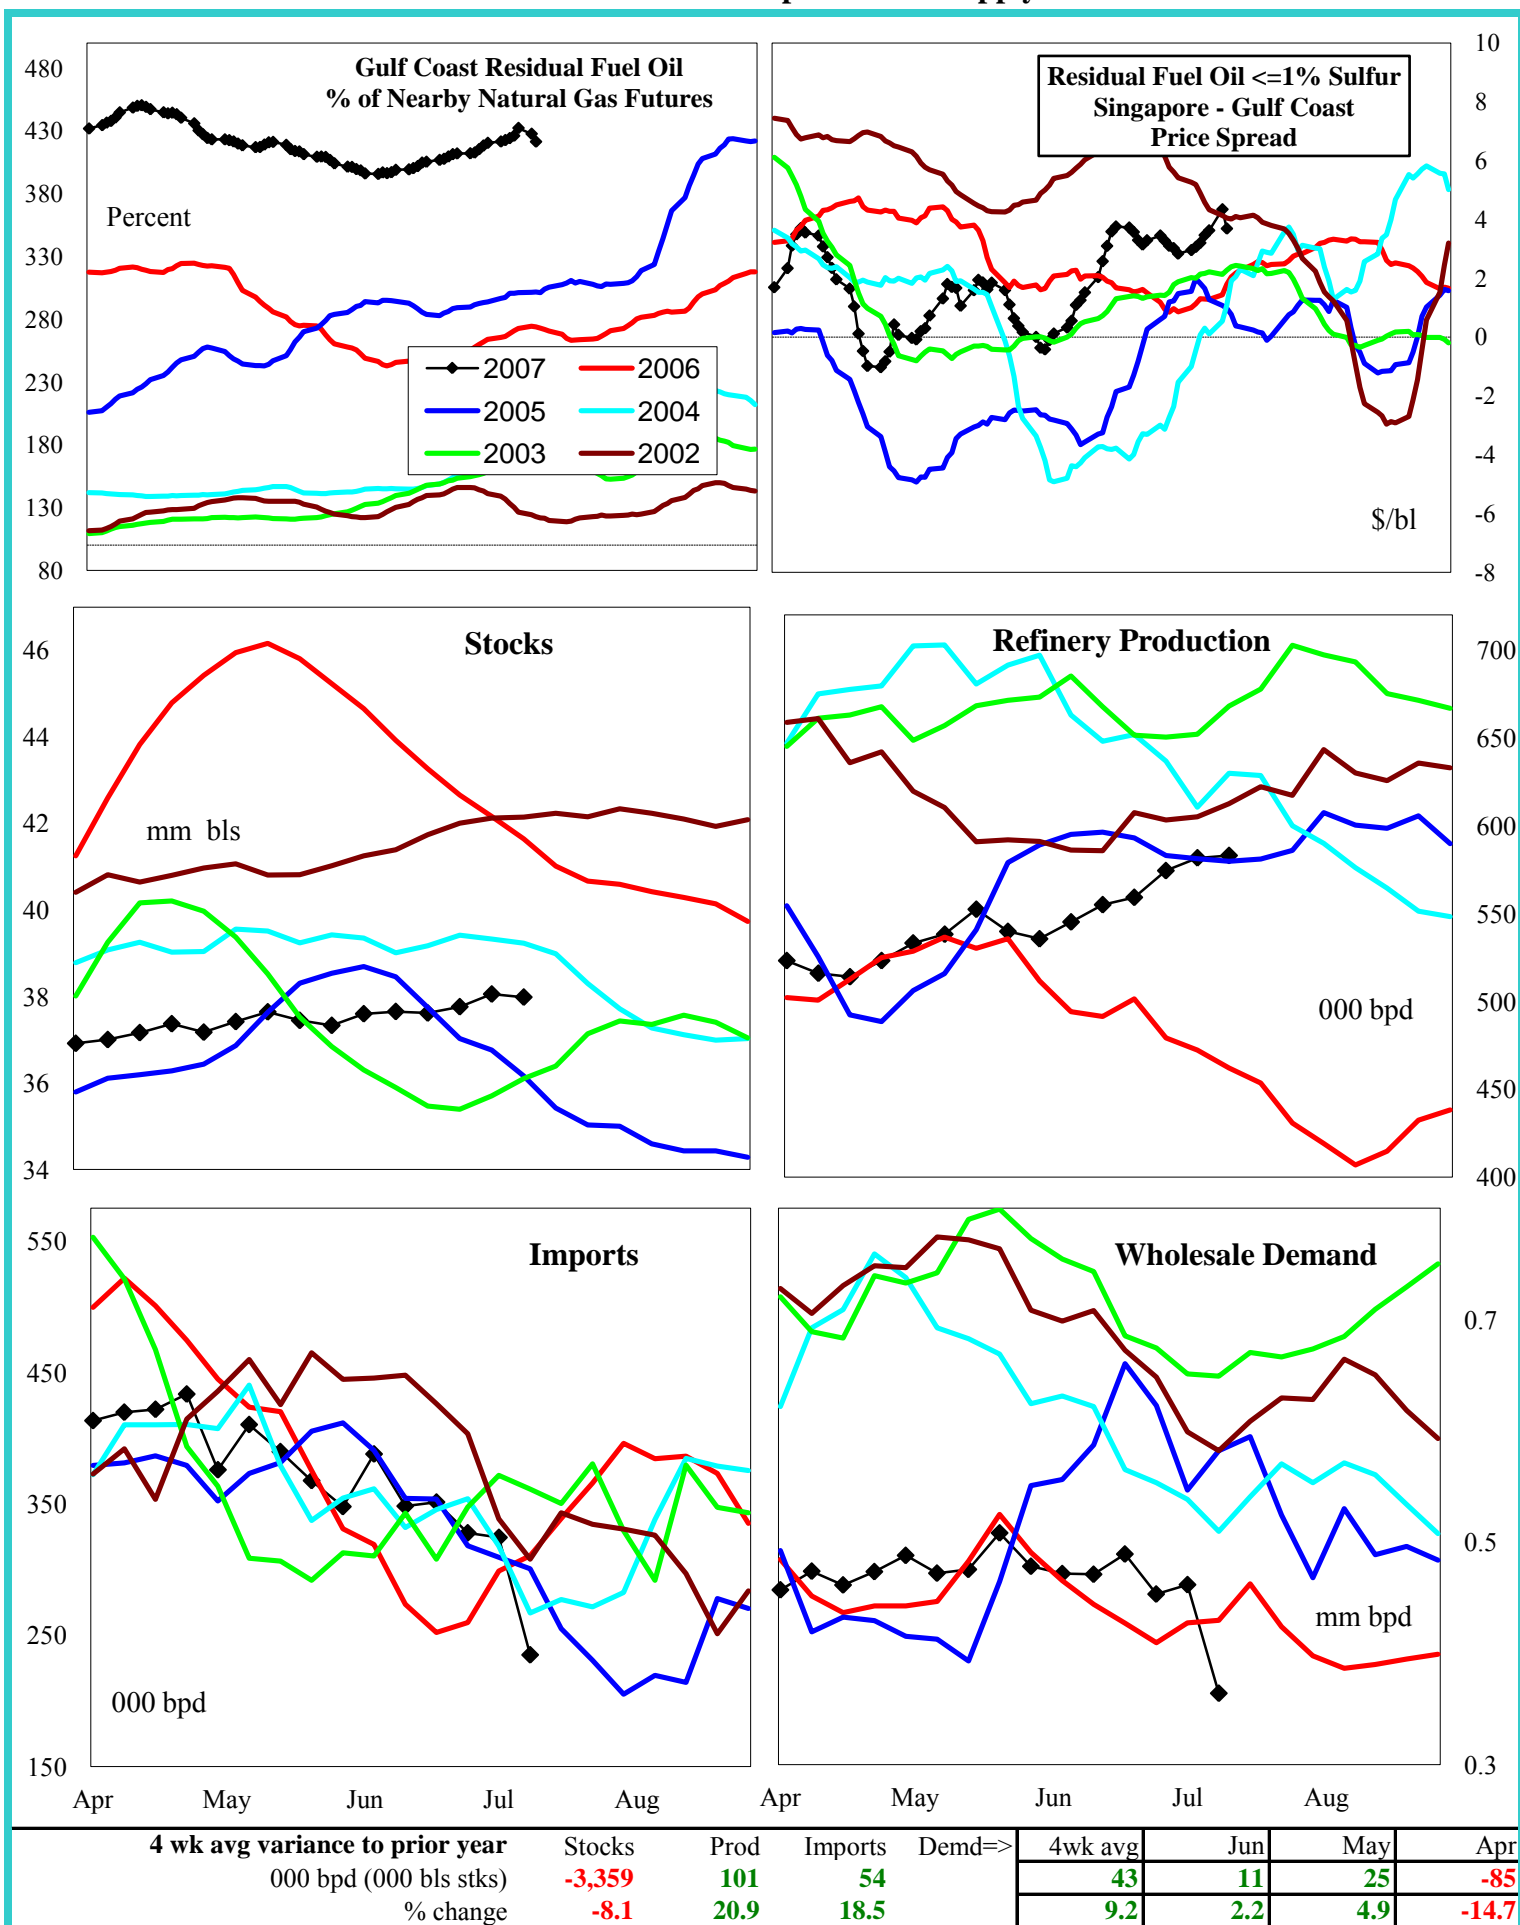 480
430
380
330
280
230
180
130
80
Gulf Coast Residual Fuel Oil
% of Nearby Natural Gas Futures
Percent
2007 2006
2005 2004
2003 2002
Residual Fuel Oil <=1% Sulfur
Singapore - Gulf Coast
Price Spread
$/bl
10
8
6
4
2
0
-2
-4
-6
-8
46
44
42
40
38
36
34
Stocks
mm bls
Refinery Production
000 bpd
700
650
600
550
500
450
400
550
450
350
250
150
Imports
000 bpd
Apr May Jun Jul Aug
Wholesale Demand
mm bpd
0.7
0.5
0.3
Apr May Jun Jul Aug
4 wk avg variance to prior year Stocks Prod Imports Demd=> 4wk avg Jun May Apr
000 bpd (000 bls stks) -3,359 101 54 43 11 25 -85
% change -8.1 20.9 18.5 9.2 2.2 4.9 -14.7